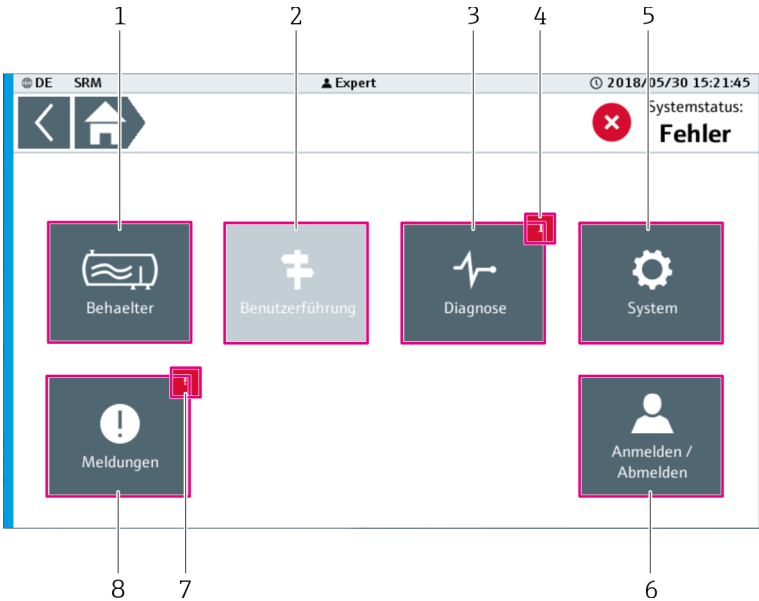 1 2 3 4 5
DE SRM Expert 2018/05/30 15:21:45
Systemstatus:
Fehler
Behaelter Benutzerführung Diagnose System
!
Meldungen
Anmelden /
Abmelden
8 7 6